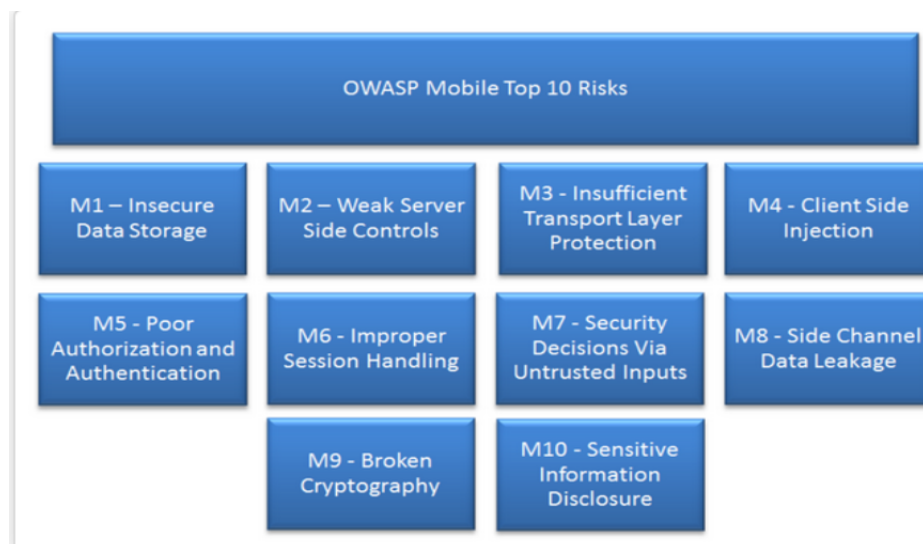 OWASP Mobile Top 10 Risks
M1 – Insecure
Data Storage
M2 – Weak Server
Side Controls
M3 - Insufficient
Transport Layer
Protection
M4 - Client Side
Injection
M5 - Poor
Authorization and
Authentication
M6 - Improper
Session Handling
M7 - Security
Decisions Via
Untrusted Inputs
M8 - Side Channel
Data Leakage
M9 - Broken
Cryptography
M10 - Sensitive
Information
Disclosure